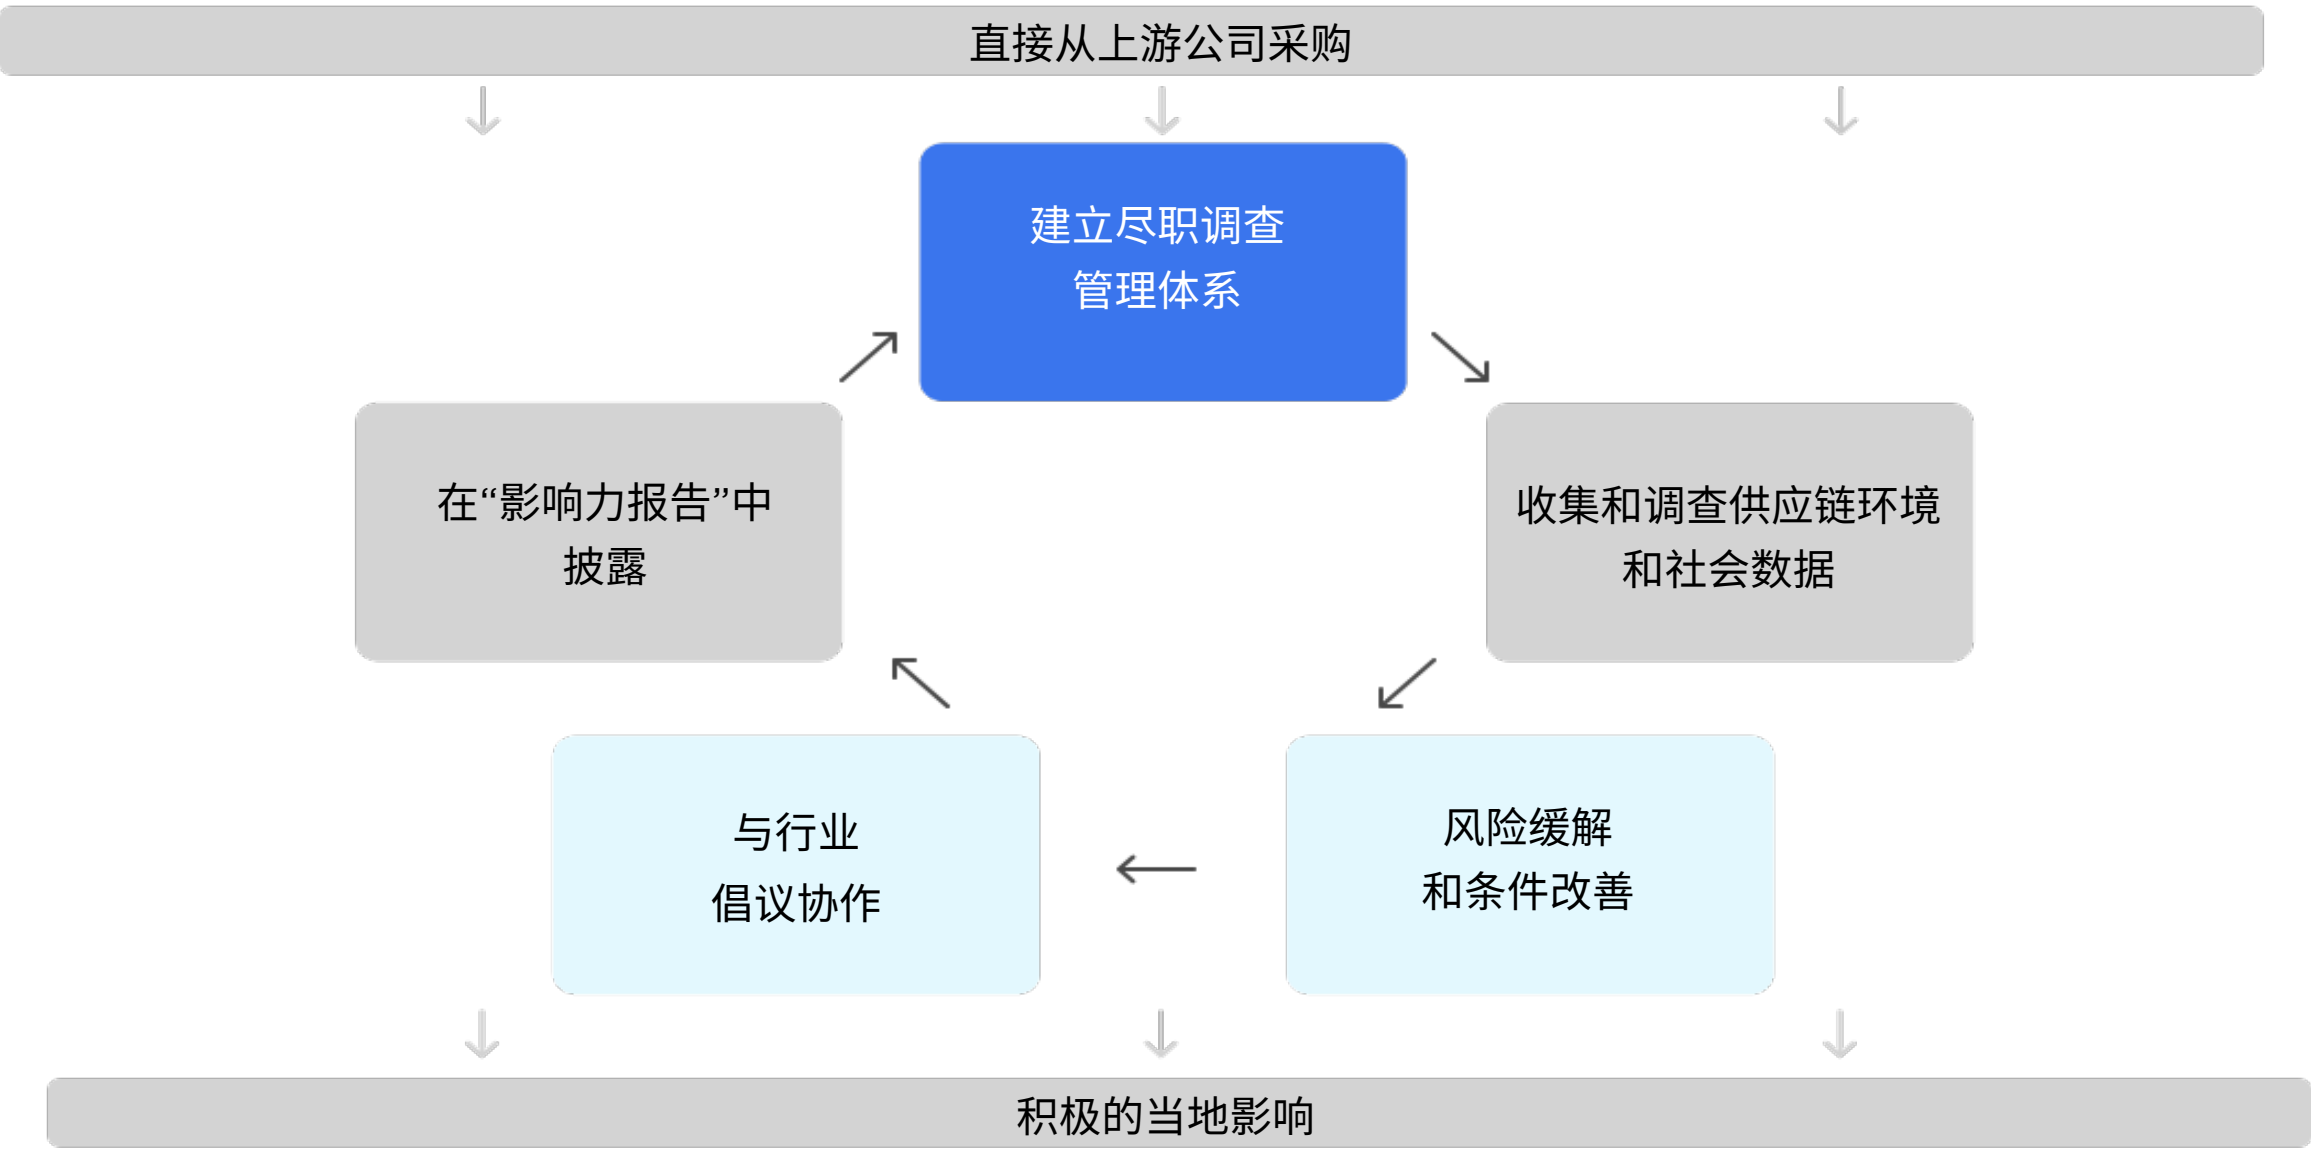 直接从上游公司采购
建立尽职调查
管理体系
在“影响力报告”中
披露
收集和调查供应链环境
和社会数据
与行业
倡议协作
风险缓解
和条件改善
积极的当地影响